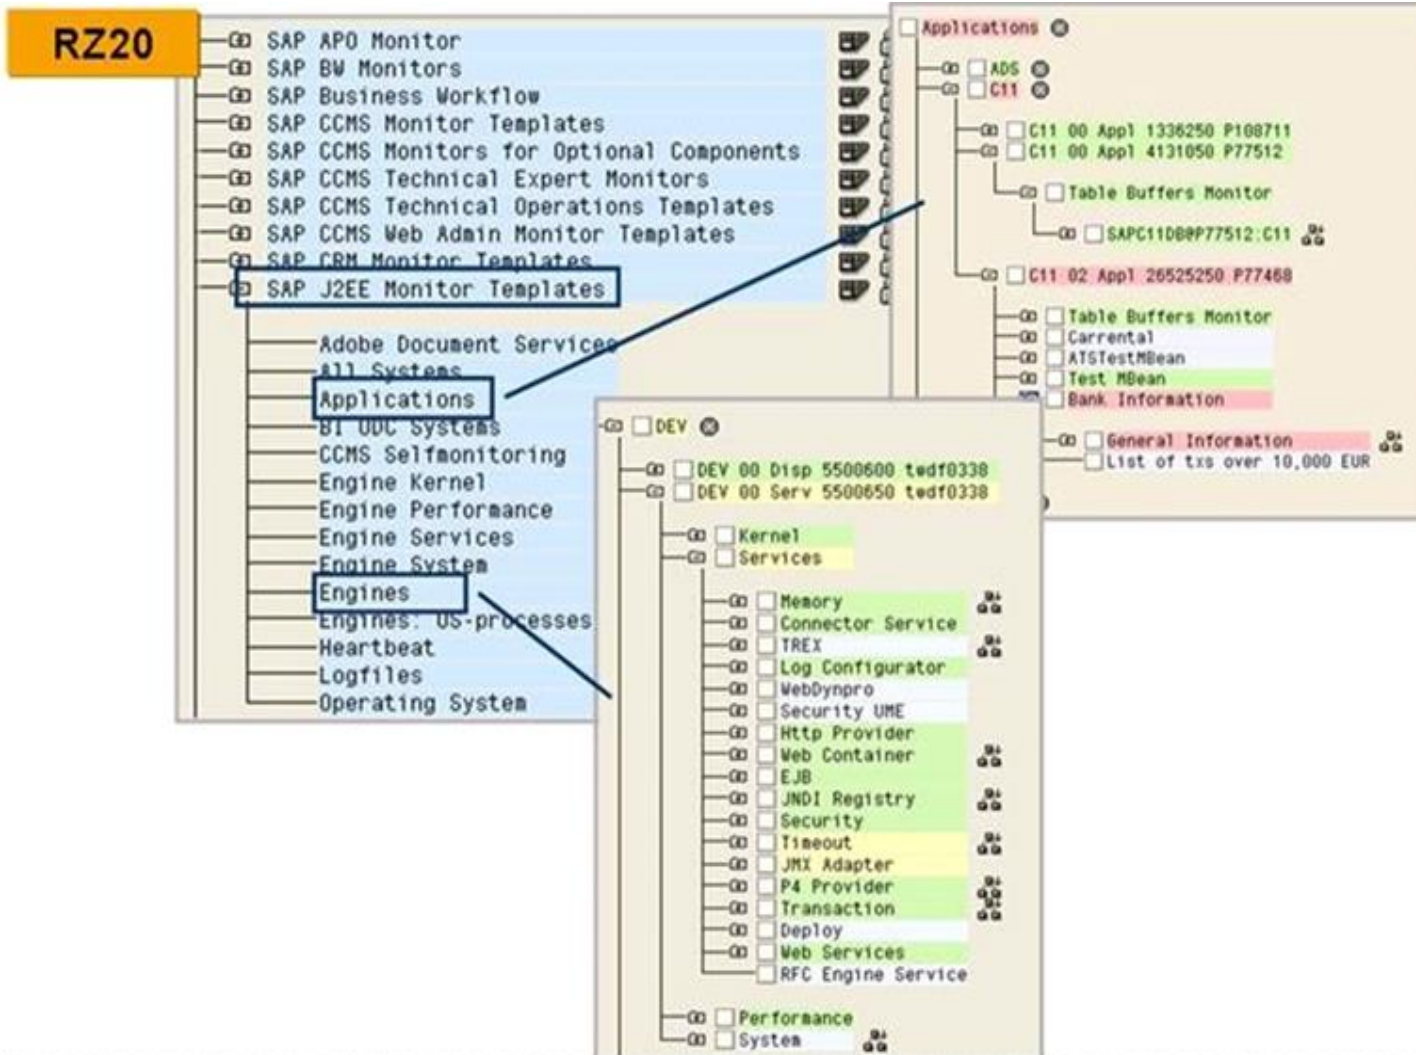 RZ20
SAP APO Monitor
SAP BW Monitors
SAP Business Workflow
SAP CCMS Monitor Templates
SAP CCMS Monitors for Optional Components
SAP CCMS Technical Expert Monitors
SAP CCMS Technical Operations Templates
SAP CCMS Web Admin Monitor Templates
SAP CRM Monitor Templates
SAP J2EE Monitor Templates
Adobe Document Services
All Systems
Applications
BI UDC Systems
CCMS Selfmonitoring
Engine Kernel
Engine Performance
Engine Services
Engine System
Engines
Engines: OS-processes
Heartbeat
Logfiles
Operating System
Applications
ADS
C11
C11 00 Appl 1336250 P108711
C11 00 Appl 4131050 P77512
Table Buffers Monitor
SAPC11DB@P77512:C11
C11 02 Appl 26525250 P77468
Table Buffers Monitor
Carrental
ATSTestMBean
Test MBean
Bank Information
General Information
List of txs over 10,000 EUR
DEV
DEV 00 Disp 5500600 twdf0338
DEV 00 Serv 5500650 twdf0338
Kernel
Services
Memory
Connector Service
TREX
Log Configurator
WebDynpro
Security UME
Http Provider
Web Container
EJB
JNDI Registry
Security
Timeout
JMX Adapter
P4 Provider
Transaction
Deploy
Web Services
RFC Engine Service
Performance
System